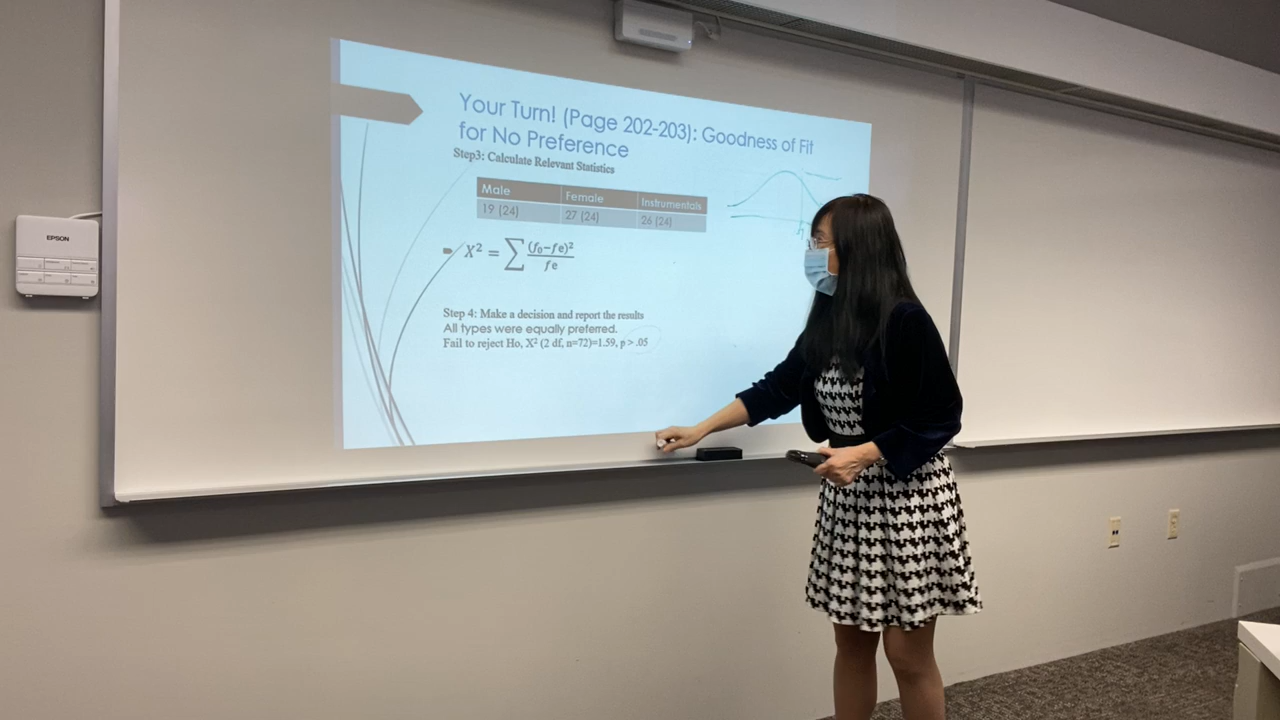 EPSON
Your Turn! (Page 202-203): Goodness of Fit
for No Preference
Step3: Calculate Relevant Statistics
Male Female Instrumentals
19 (24) 27 (24) 26 (24)
X² = ∑ (f₀−fe)² / fe
Step 4: Make a decision and report the results
All types were equally preferred.
Fail to reject Ho, X² (2 df, n=72)=1.59, p > .05